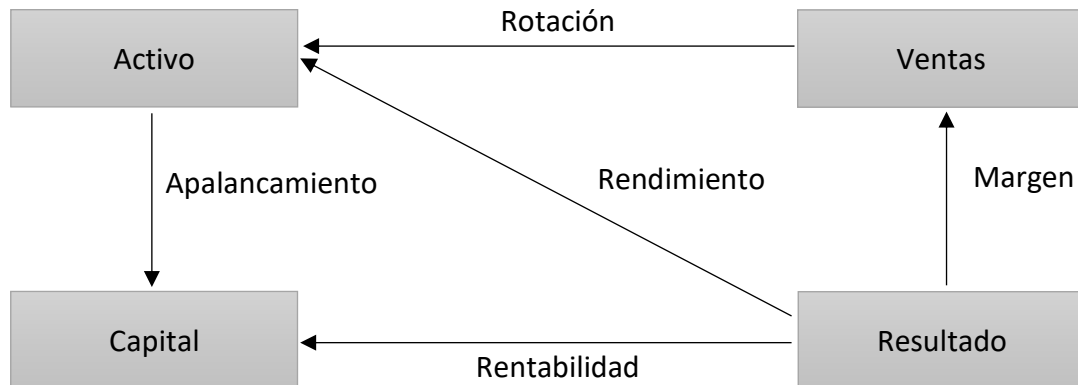 Rotación
Activo
Ventas
Apalancamiento
Rendimiento
Margen
Capital
Resultado
Rentabilidad